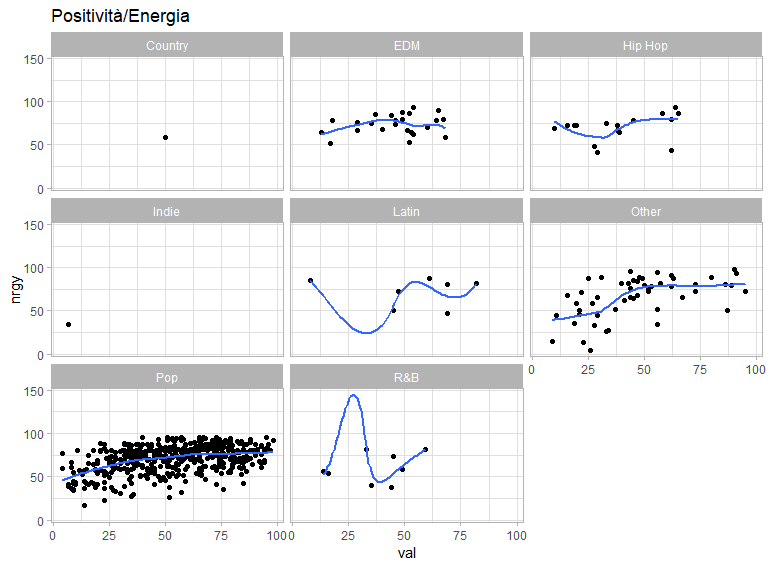 Positività/Energia
Country EDM Hip Hop
150
100
50
0
Indie Latin Other
150
100
50
0
nrgy
0 25 50 75 100
Pop R&B
150
100
50
0
0 25 50 75 100 0 25 50 75 100
val